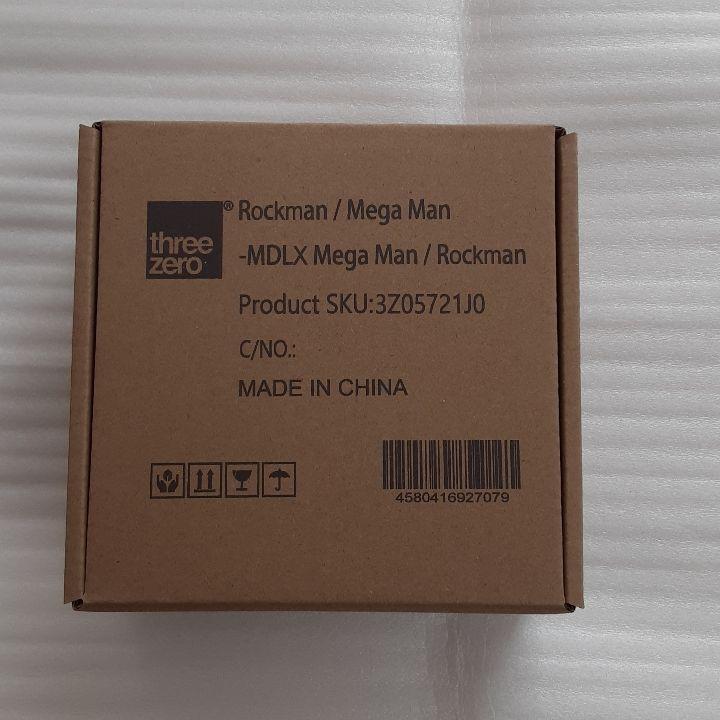 three
zero
® Rockman / Mega Man
-MDLX Mega Man / Rockman
Product SKU:3Z05721J0
C/NO.:
MADE IN CHINA
4580416927079